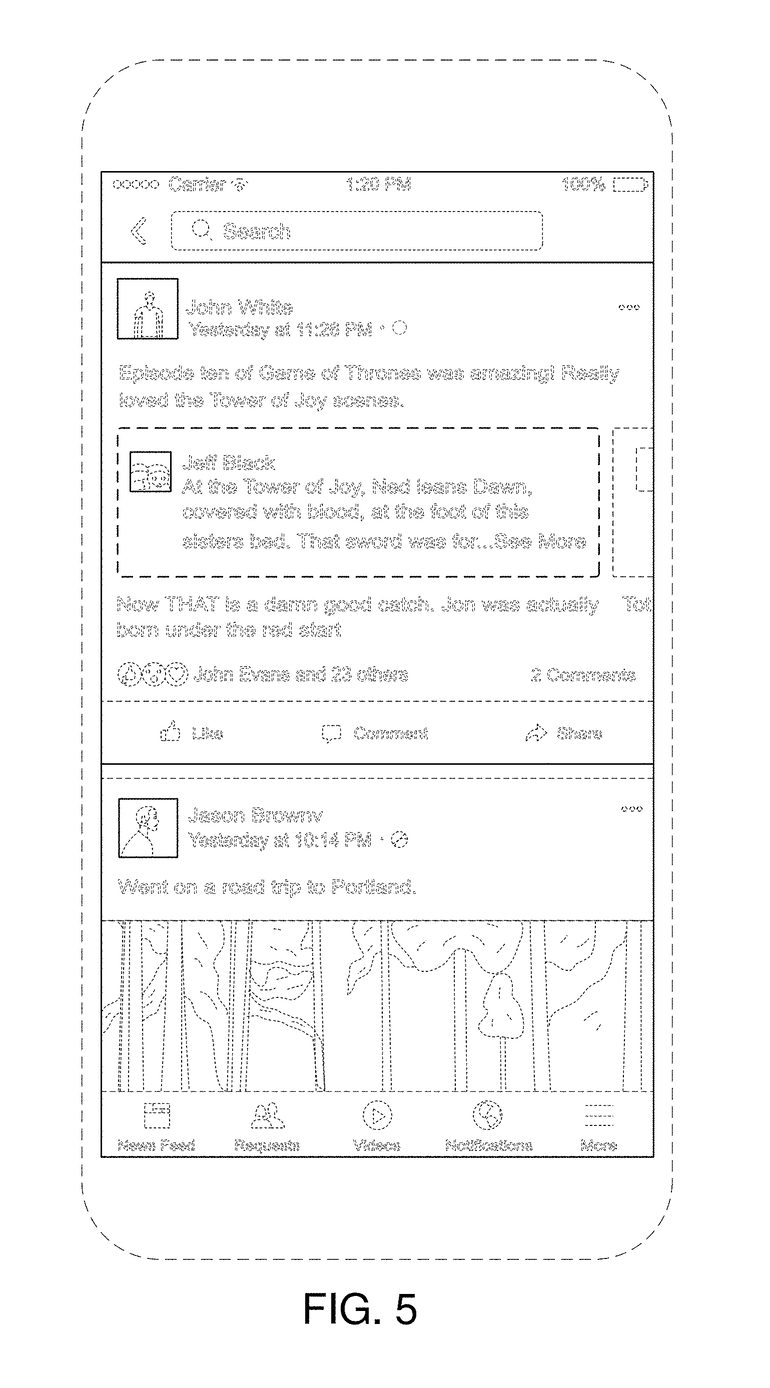 Carrier 1:20 PM 100%
Search
John White
Yesterday at 11:26 PM ·
Episode ten of Game of Thrones was amazing! Really
loved the Tower of Joy scenes.
Jeff Black
At the Tower of Joy, Ned leans Dawn,
covered with blood, at the foot of this
sisters bed. That sword was for...See More
Now THAT is a damn good catch. Jon was actually Tot
born under the red start
John Evans and 23 others 2 Comments
Like Comment Share
Jason Brownv
Yesterday at 10:14 PM ·
Went on a road trip to Portland.
News Feed Requests Videos Notifications More
FIG. 5